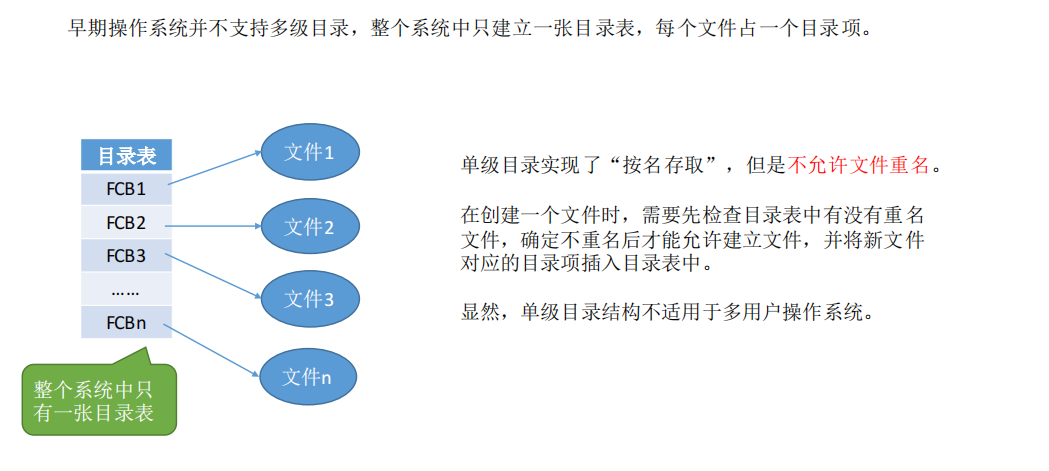 早期操作系统并不支持多级目录，整个系统中只建立一张目录表，每个文件占一个目录项。
目录表
FCB1
FCB2
FCB3
……
FCBn
文件1
文件2
文件3
文件n
整个系统中只
有一张目录表
单级目录实现了“按名存取”，但是不允许文件重名。
在创建一个文件时，需要先检查目录表中有没有重名
文件，确定不重名后才能允许建立文件，并将新文件
对应的目录项插入目录表中。
显然，单级目录结构不适用于多用户操作系统。